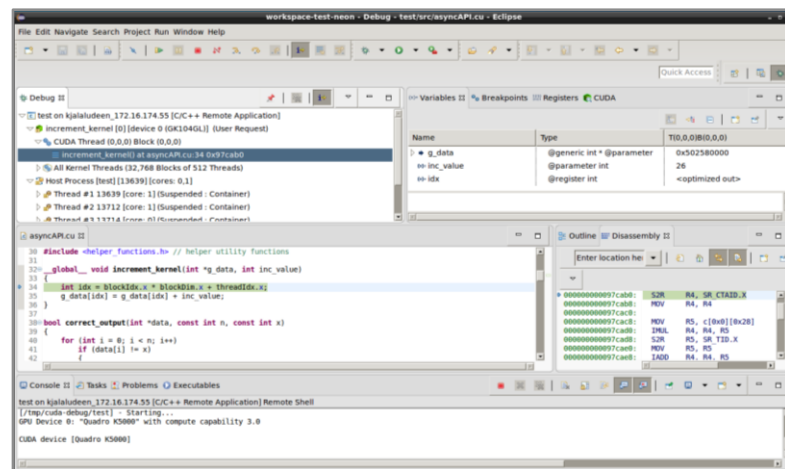 workspace-test-neon - Debug - test/src/asyncAPI.cu - Eclipse
File Edit Navigate Search Project Run Window Help
Quick Access
Debug
test on kjalaludeen_172.16.174.55 [C/C++ Remote Application]
increment_kernel [0] [device 0 (GK104GL)] (User Request)
CUDA Thread (0,0,0) Block (0,0,0)
increment_kernel() at asyncAPI.cu:34 0x97cab0
All Kernel Threads (32,768 Blocks of 512 Threads)
Host Process [test] [13639] [cores: 0,1]
Thread #1 13639 [core: 1] (Suspended : Container)
Thread #2 13712 [core: 1] (Suspended : Container)
Thread #3 13714 [core: 0] (Suspended : Container)
Variables Breakpoints Registers CUDA
Name Type T(0,0,0)B(0,0,0)
g_data @generic int * @parameter 0x502580000
inc_value @parameter int 26
idx @register int <optimized out>
asyncAPI.cu
30 #include <helper_functions.h> // helper utility functions
31
32 __global__ void increment_kernel(int *g_data, int inc_value)
33 {
34 int idx = blockIdx.x * blockDim.x + threadIdx.x;
35 g_data[idx] = g_data[idx] + inc_value;
36 }
37
38 bool correct_output(int *data, const int n, const int x)
39 {
40 for (int i = 0; i < n; i++)
41 if (data[i] != x)
42 {
Outline Disassembly
Enter location he
000000000097cab0: S2R R4, SR_CTAID.X
000000000097cab8: MOV R4, R4
000000000097cac0:
000000000097cac8: MOV R5, c[0x0][0x28]
000000000097cad0: IMUL R4, R4, R5
000000000097cad8: S2R R5, SR_TID.X
000000000097cae0: MOV R5, R5
000000000097cae8: IADD R4, R4, R5
Console Tasks Problems Executables
test on kjalaludeen_172.16.174.55 [C/C++ Remote Application] Remote Shell
[/tmp/cuda-debug/test] - Starting...
GPU Device 0: "Quadro K5000" with compute capability 3.0
CUDA device [Quadro K5000]